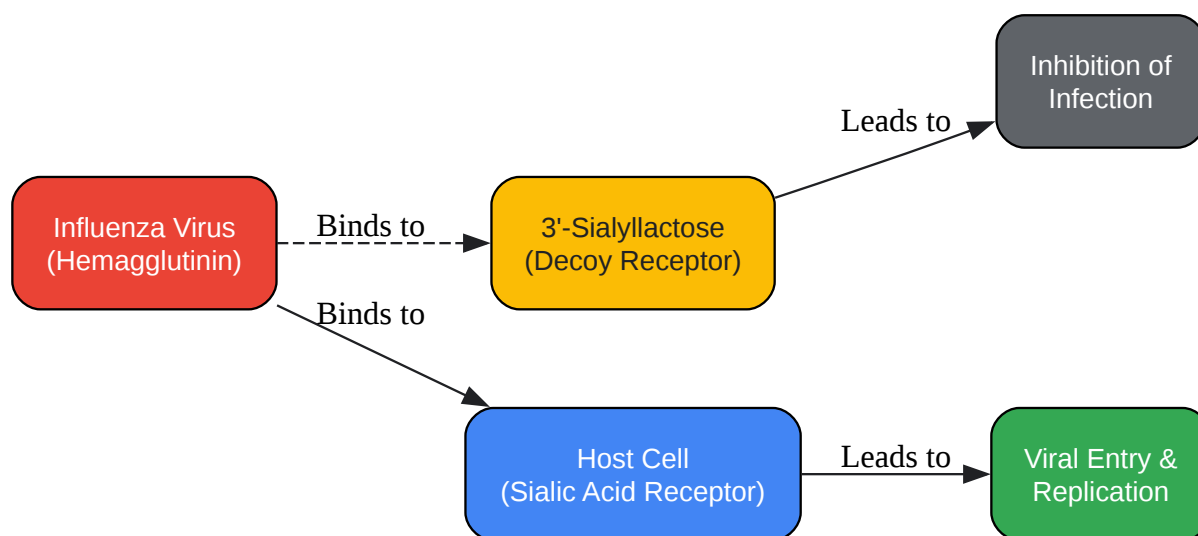 Inhibition of
Infection
Leads to
Influenza Virus
(Hemagglutinin)
Binds to
3'-Sialyllactose
(Decoy Receptor)
Binds to
Host Cell
(Sialic Acid Receptor)
Leads to
Viral Entry &
Replication